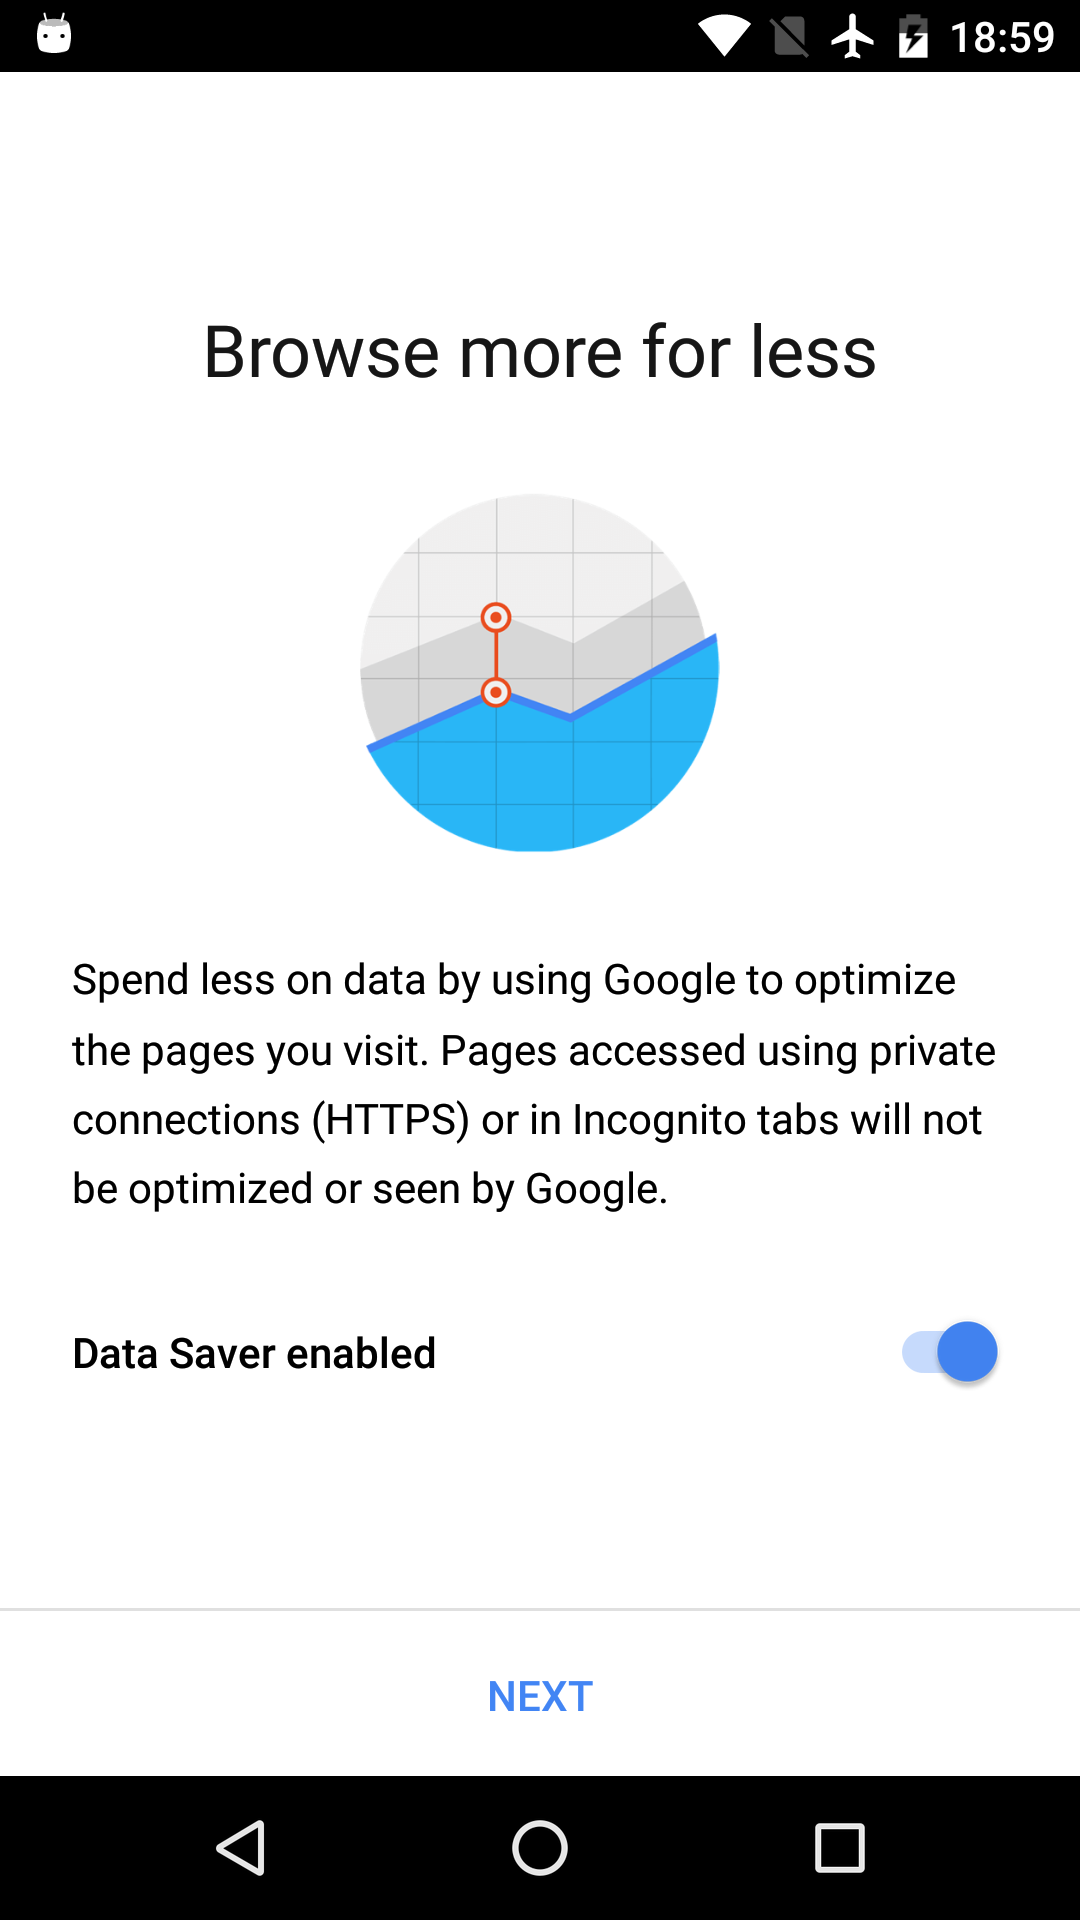 18:59
Browse more for less
Spend less on data by using Google to optimize
the pages you visit. Pages accessed using private
connections (HTTPS) or in Incognito tabs will not
be optimized or seen by Google.
Data Saver enabled
NEXT